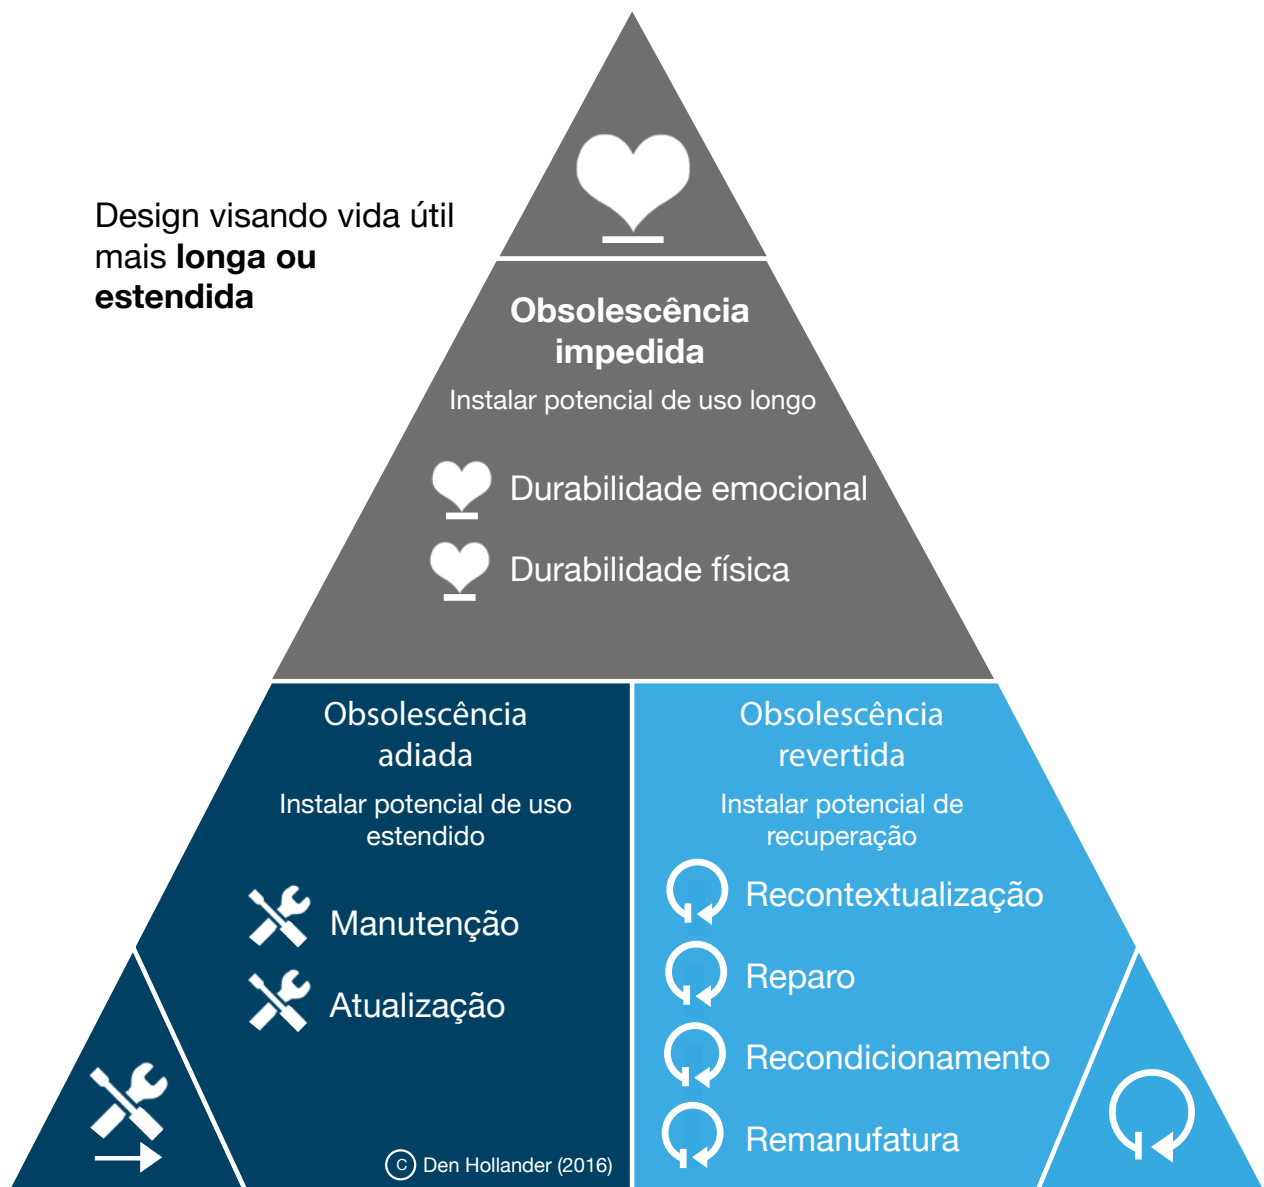 Design visando vida útil
mais longa ou
estendida
Obsolescência
impedida
Instalar potencial de uso longo
Durabilidade emocional
Durabilidade física
Obsolescência
adiada
Instalar potencial de uso
estendido
Manutenção
Atualização
© Den Hollander (2016)
Obsolescência
revertida
Instalar potencial de
recuperação
Recontextualização
Reparo
Recondicionamento
Remanufatura